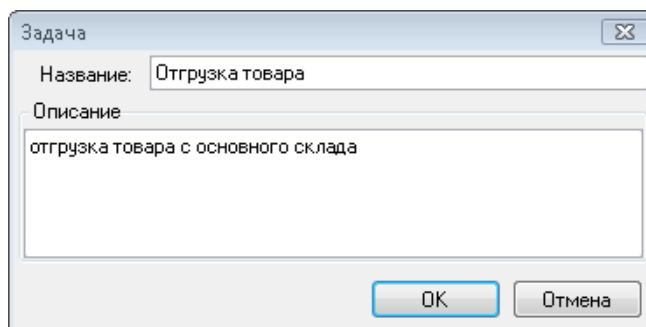 Задача
Название: Отгрузка товара
Описание
отгрузка товара с основного склада
OK Отмена